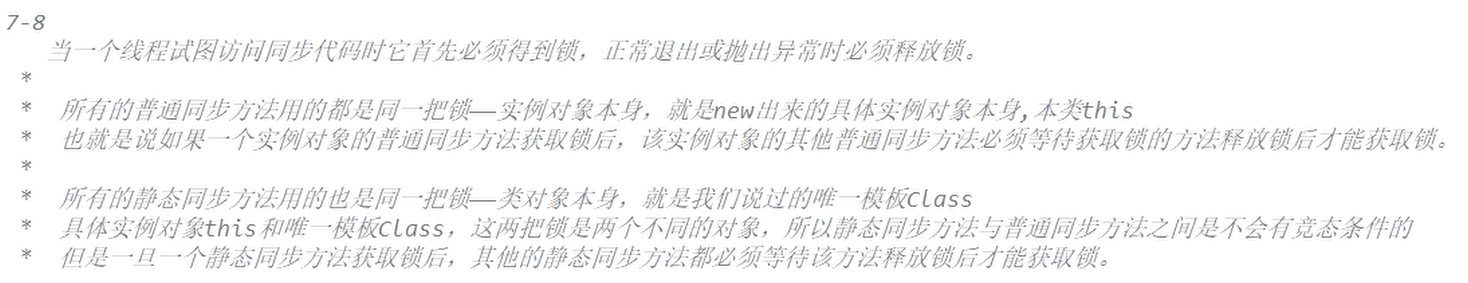 7-8
当一个线程试图访问同步代码时它首先必须得到锁，正常退出或抛出异常时必须释放锁。
*
* 所有的普通同步方法用的都是同一把锁——实例对象本身，就是new出来的具体实例对象本身,本类this
* 也就是说如果一个实例对象的普通同步方法获取锁后，该实例对象的其他普通同步方法必须等待获取锁的方法释放锁后才能获取锁。
*
* 所有的静态同步方法用的也是同一把锁——类对象本身，就是我们说过的唯一模板Class
* 具体实例对象this和唯一模板Class，这两把锁是两个不同的对象，所以静态同步方法与普通同步方法之间是不会有竞态条件的
* 但是一旦一个静态同步方法获取锁后，其他的静态同步方法都必须等待该方法释放锁后才能获取锁。